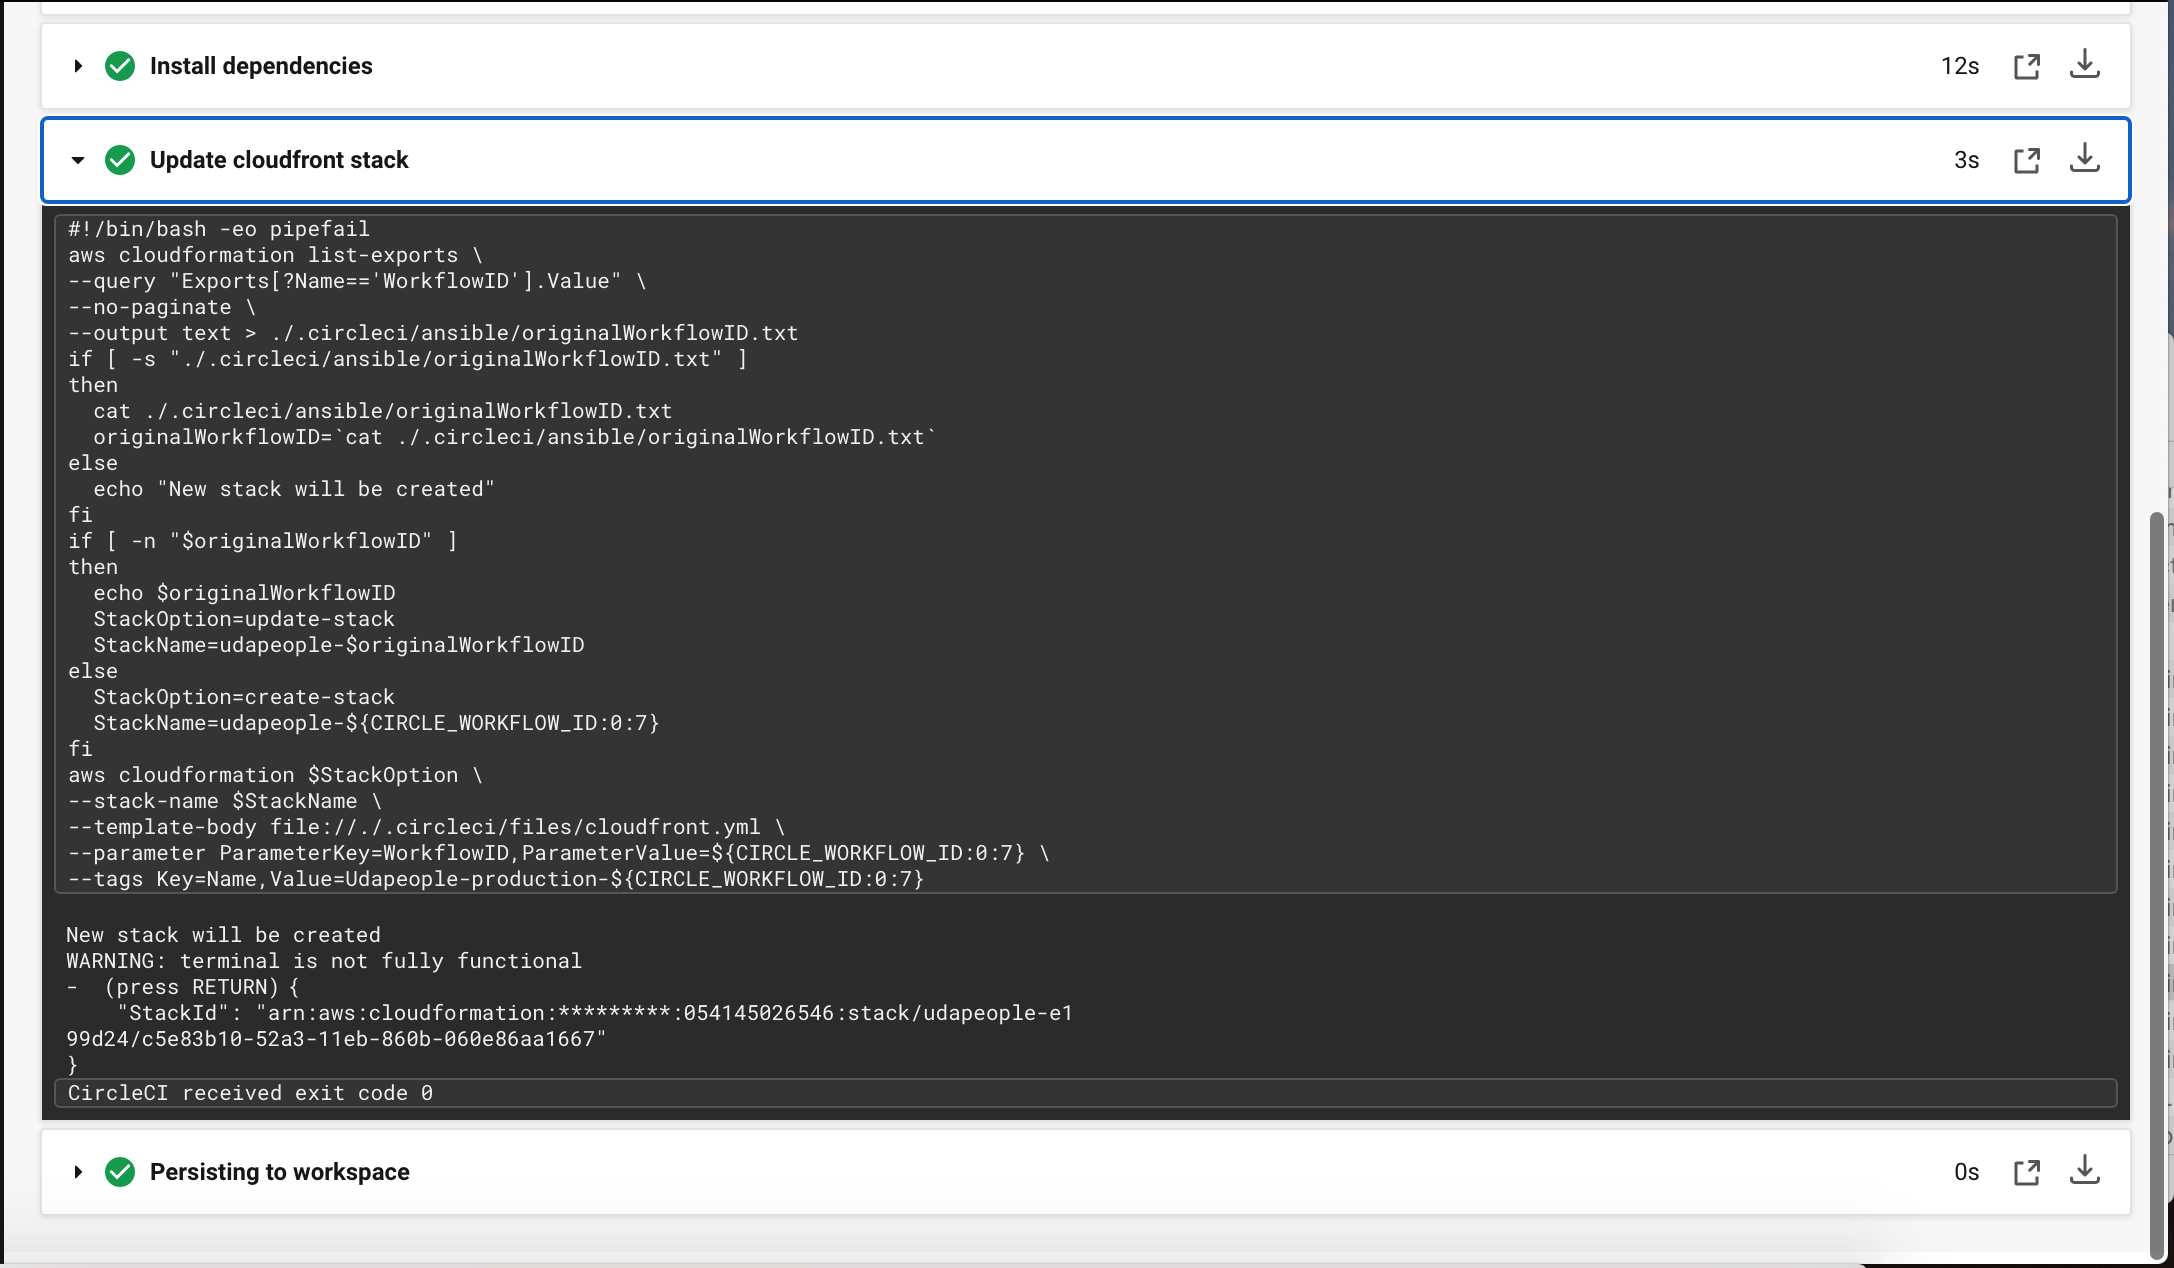 Install dependencies 12s
Update cloudfront stack 3s
#!/bin/bash -eo pipefail
aws cloudformation list-exports \
--query "Exports[?Name=='WorkflowID'].Value" \
--no-paginate \
--output text > ./.circleci/ansible/originalWorkflowID.txt
if [ -s "./.circleci/ansible/originalWorkflowID.txt" ]
then
  cat ./.circleci/ansible/originalWorkflowID.txt
  originalWorkflowID=`cat ./.circleci/ansible/originalWorkflowID.txt`
else
  echo "New stack will be created"
fi
if [ -n "$originalWorkflowID" ]
then
  echo $originalWorkflowID
  StackOption=update-stack
  StackName=udapeople-$originalWorkflowID
else
  StackOption=create-stack
  StackName=udapeople-${CIRCLE_WORKFLOW_ID:0:7}
fi
aws cloudformation $StackOption \
--stack-name $StackName \
--template-body file://./.circleci/files/cloudfront.yml \
--parameter ParameterKey=WorkflowID,ParameterValue=${CIRCLE_WORKFLOW_ID:0:7} \
--tags Key=Name,Value=Udapeople-production-${CIRCLE_WORKFLOW_ID:0:7}
New stack will be created
WARNING: terminal is not fully functional
-  (press RETURN) {
    "StackId": "arn:aws:cloudformation:*********:054145026546:stack/udapeople-e1
99d24/c5e83b10-52a3-11eb-860b-060e86aa1667"
}
CircleCI received exit code 0
Persisting to workspace 0s